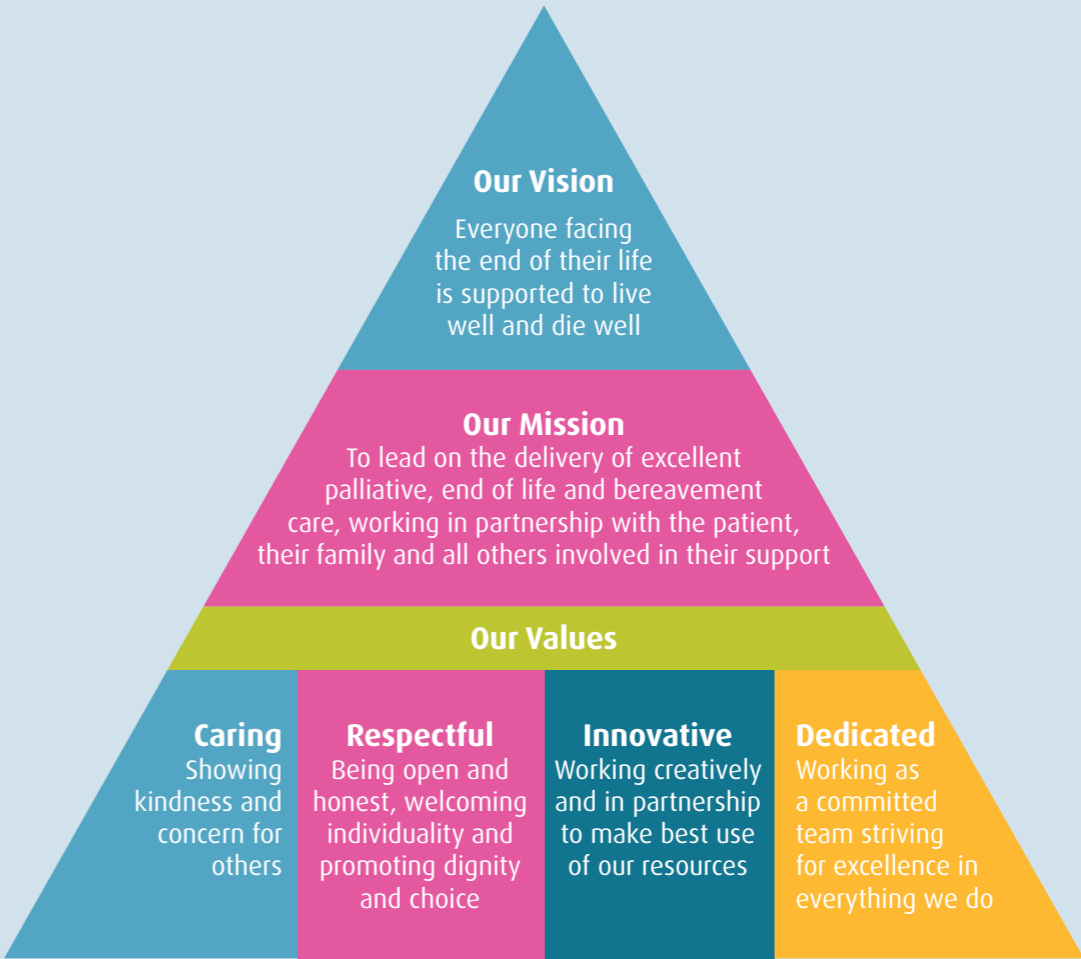 Our Vision
Everyone facing
the end of their life
is supported to live
well and die well
Our Mission
To lead on the delivery of excellent
palliative, end of life and bereavement
care, working in partnership with the patient,
their family and all others involved in their support
Our Values
Caring
Showing
kindness and
concern for
others
Respectful
Being open and
honest, welcoming
individuality and
promoting dignity
and choice
Innovative
Working creatively
and in partnership
to make best use
of our resources
Dedicated
Working as
a committed
team striving
for excellence in
everything we do